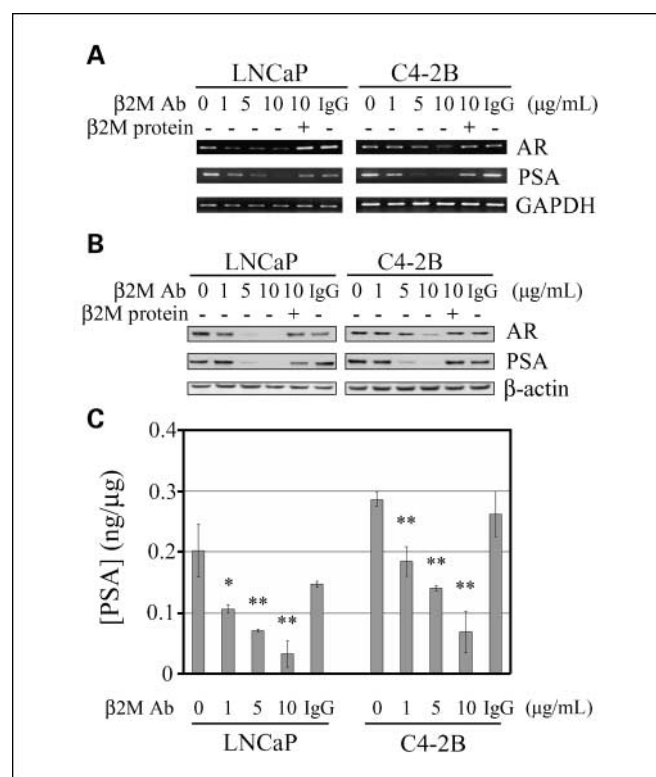 A
LNCaP C4-2B
β2M Ab 0 1 5 10 10 IgG 0 1 5 10 10 IgG (μg/mL)
β2M protein - - - - + - - - - - + -
AR
PSA
GAPDH
B
LNCaP C4-2B
β2M Ab 0 1 5 10 10 IgG 0 1 5 10 10 IgG (μg/mL)
β2M protein - - - - + - - - - - + -
AR
PSA
β-actin
C
[PSA] (ng/μg)
0.4
0.3
0.2
0.1
0
* ** ** ** ** **
β2M Ab 0 1 5 10 IgG 0 1 5 10 IgG (μg/mL)
LNCaP C4-2B